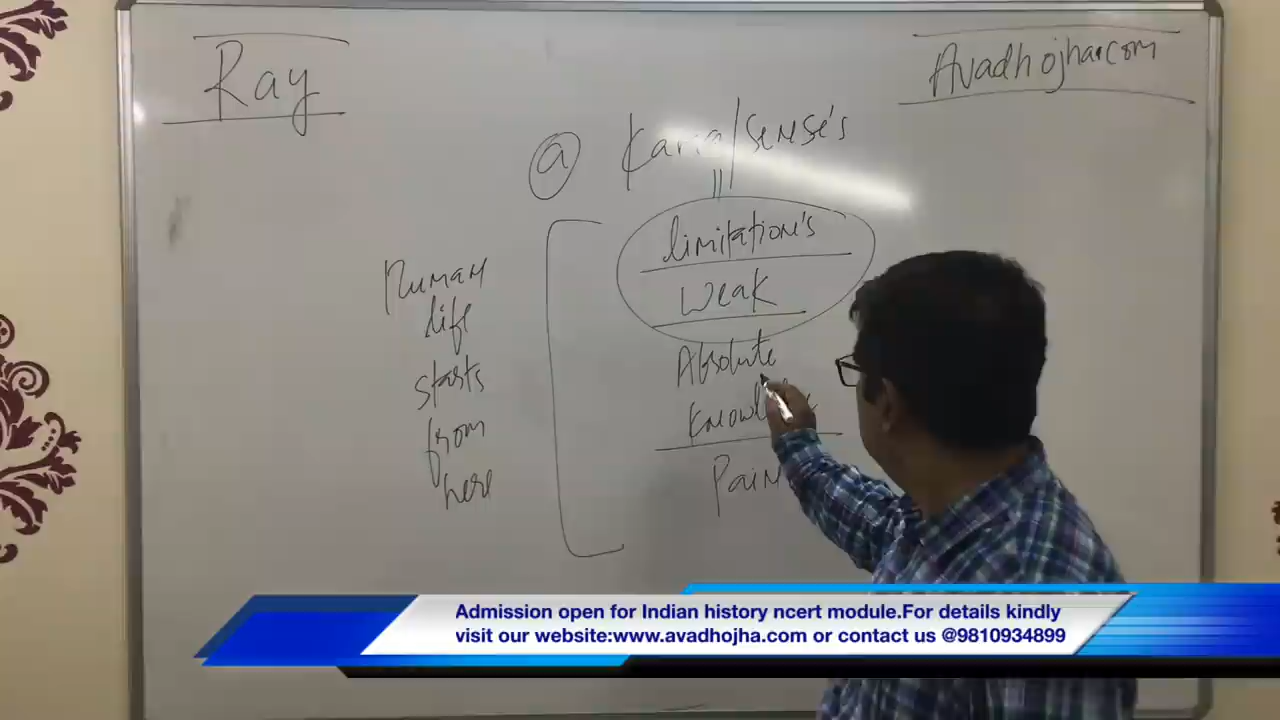 Ray
Avadhojha.com
a
/sense's
limitation's
Weak
Absolute
Pain
Human
life
starts
from
here
Admission open for Indian history ncert module.For details kindly
visit our website:www.avadhojha.com or contact us @9810934899